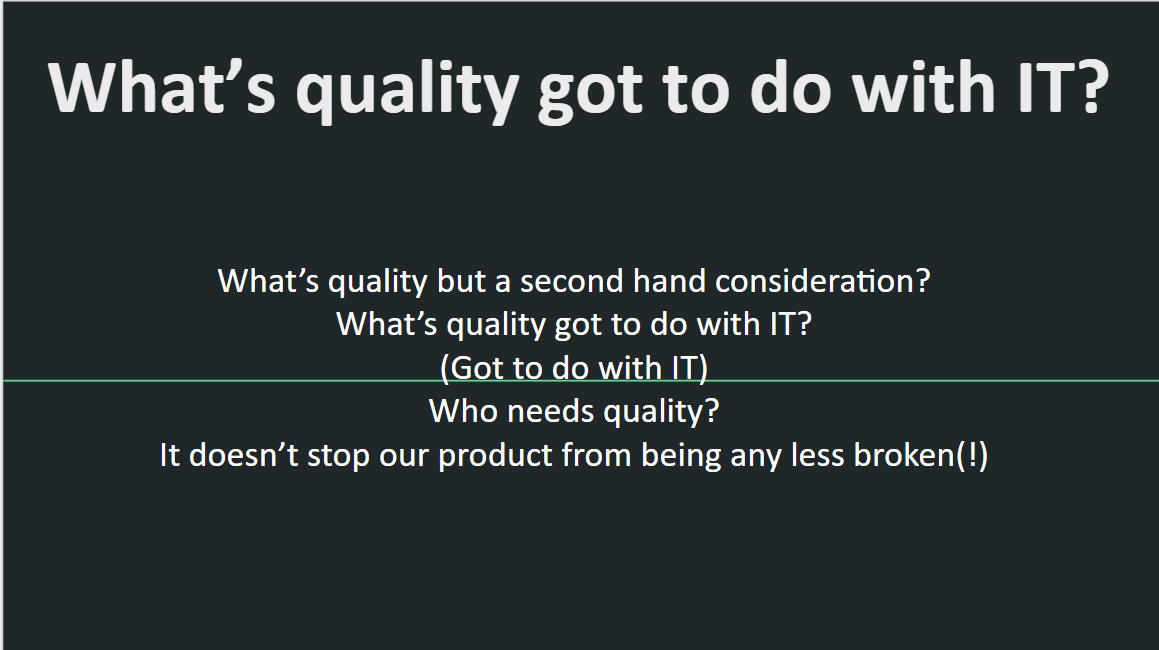 What’s quality got to do with IT?
What’s quality but a second hand consideration?
What’s quality got to do with IT?
(Got to do with IT)
Who needs quality?
It doesn’t stop our product from being any less broken(!)